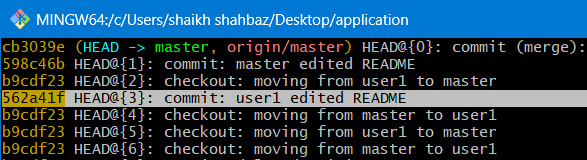 MINGW64:/c/Users/shaikh shahbaz/Desktop/application
cb3039e (HEAD -> master, origin/master) HEAD@{0}: commit (merge):
598c46b HEAD@{1}: commit: master edited README
b9cdf23 HEAD@{2}: checkout: moving from user1 to master
562a41f HEAD@{3}: commit: user1 edited README
b9cdf23 HEAD@{4}: checkout: moving from master to user1
b9cdf23 HEAD@{5}: checkout: moving from user1 to master
b9cdf23 HEAD@{6}: checkout: moving from master to user1